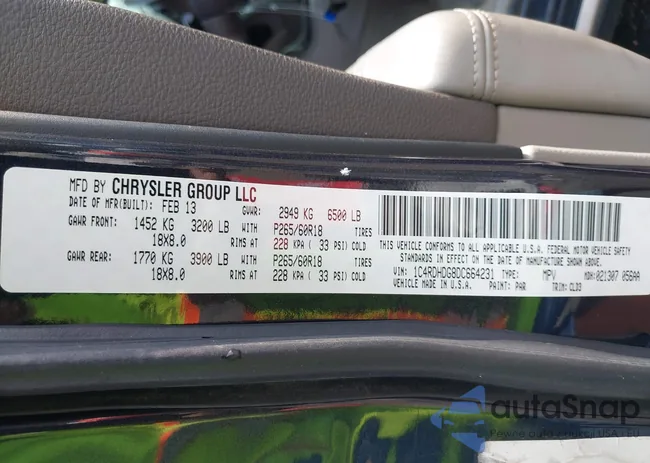 MFD BY CHRYSLER GROUP LLC
DATE OF MFR(BUILT): FEB 13 GVWR: 2949 KG 6500 LB
GAWR FRONT: 1452 KG 3200 LB WITH P265/60R18 TIRES
18X8.0 RIMS AT 228 KPA ( 33 PSI) COLD
GAWR REAR: 1770 KG 3900 LB WITH P265/60R18 TIRES
18X8.0 RIMS AT 228 KPA ( 33 PSI) COLD
THIS VEHICLE CONFORMS TO ALL APPLICABLE U.S.A. FEDERAL MOTOR VEHICLE SAFETY
STANDARDS IN EFFECT ON THE DATE OF MANUFACTURE SHOWN ABOVE.
VIN: 1C4RDHDG8DC664231 TYPE: MPV MDH: 021307 056AA
VEHICLE MADE IN U.S.A. PAINT: PAR TRIM: CLD3
autoSnap